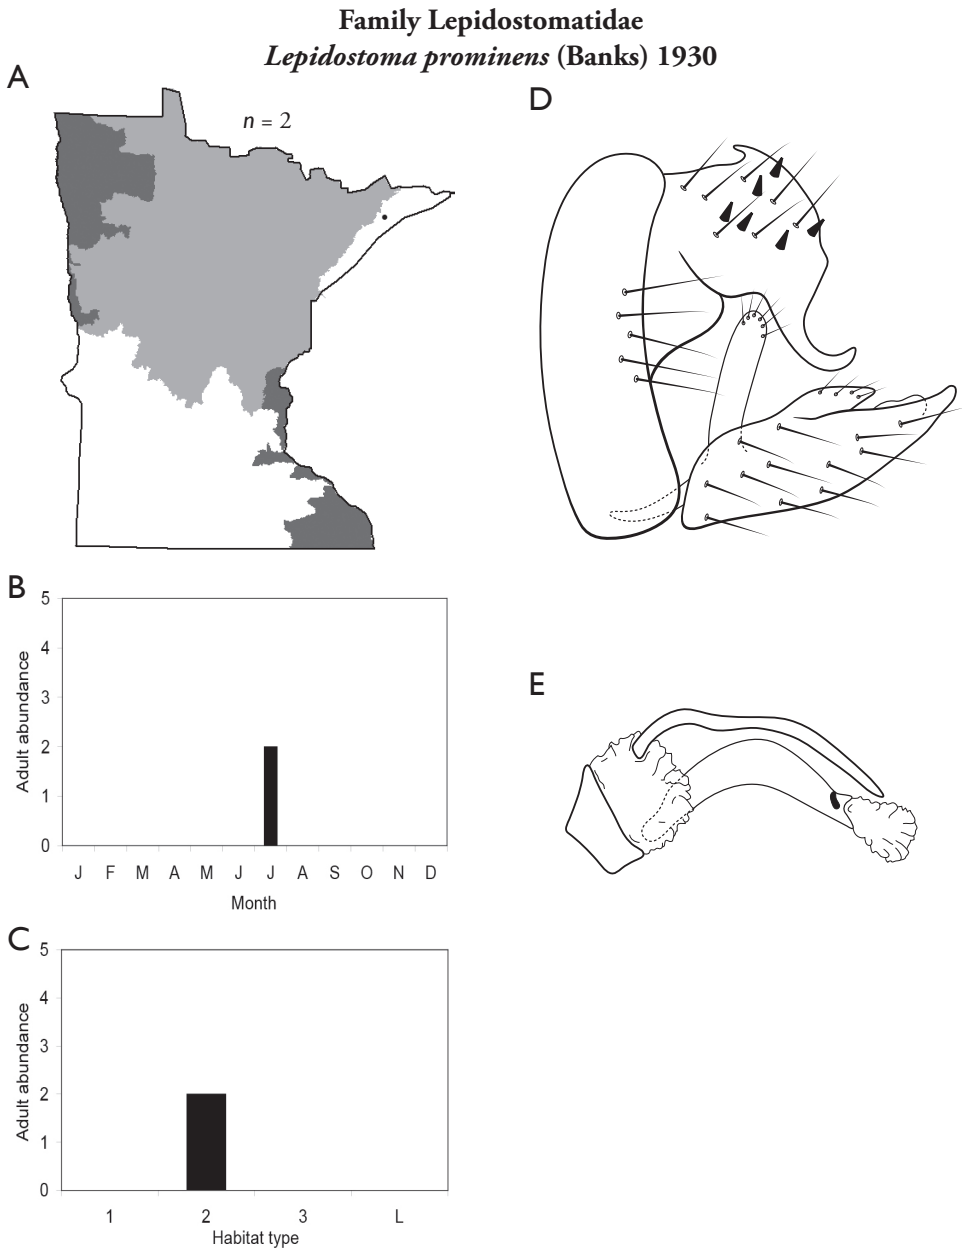 Family Lepidostomatidae
Lepidostoma prominens (Banks) 1930
A
n = 2
D
B
5
4
3
2
1
0
Adult abundance
J F M A M J J A S O N D
Month
E
C
5
4
3
2
1
0
Adult abundance
1 2 3 L
Habitat type